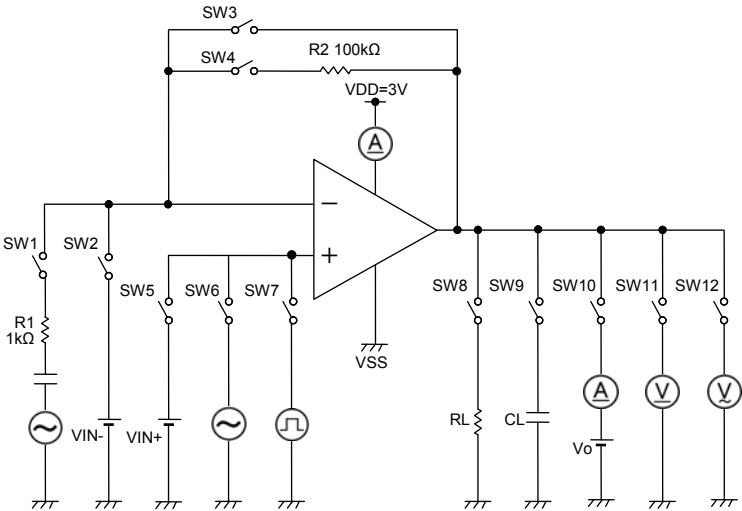 SW3
SW4
R2 100kΩ
VDD=3V
A
−
+
SW1
SW2
SW5
SW6
SW7
SW8
SW9
SW10
SW11
SW12
R1
1kΩ
VSS
VIN-
VIN+
RL
CL
A
V
V
Vo